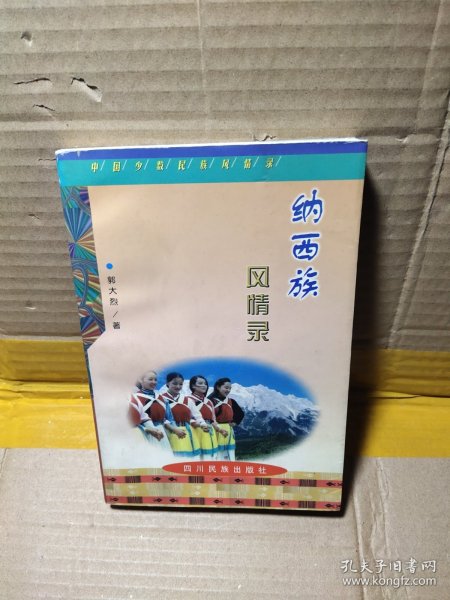 中/国/少/数/民/族/风/情/录/
纳西族
风情录
郭大烈/著
四川民族出版社
孔夫子旧书网
www.kongfz.com